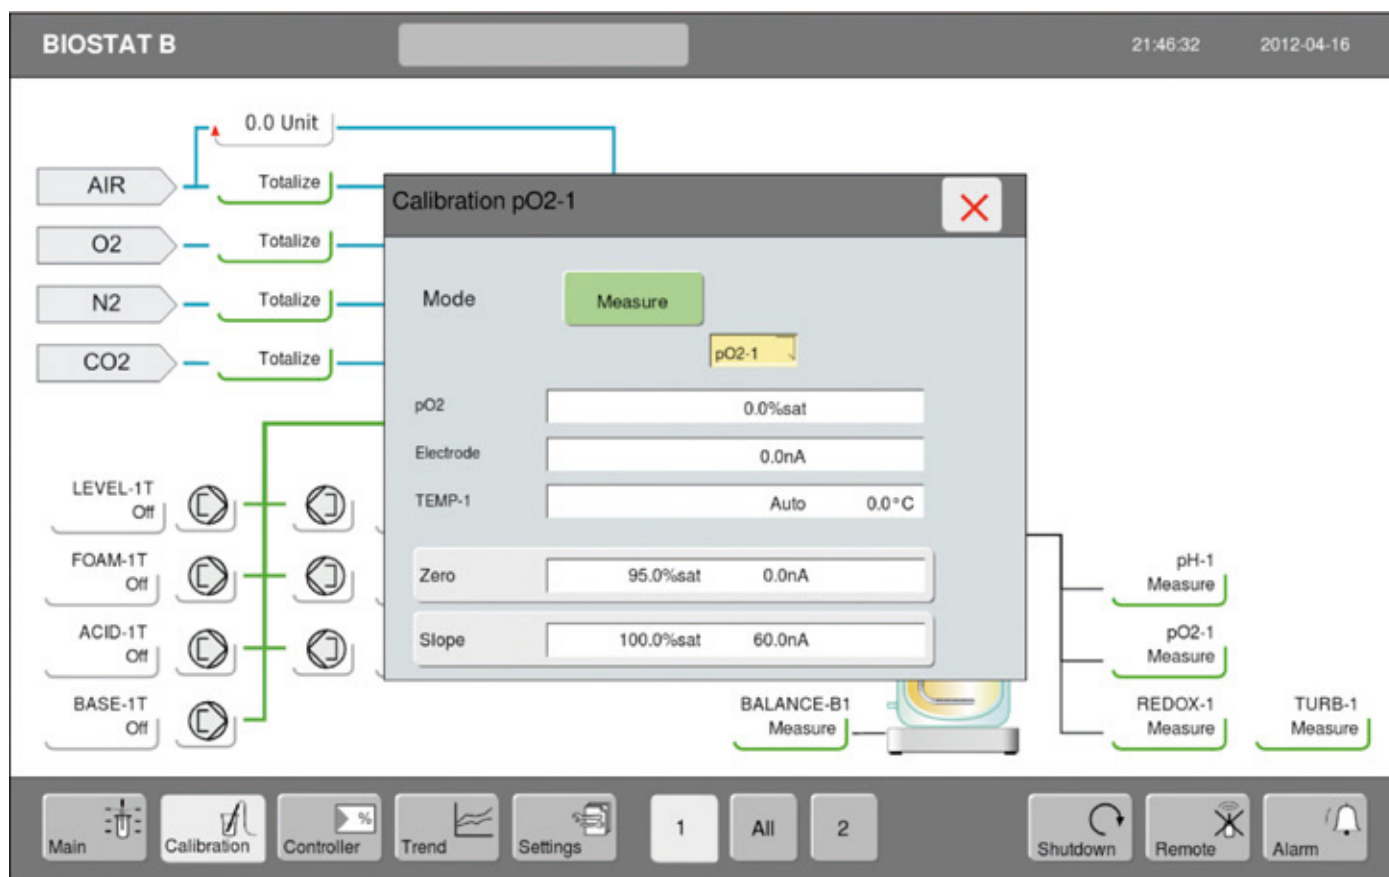 BIOSTAT B
21:46:32 2012-04-16
0.0 Unit
AIR Totalize
O2 Totalize
N2 Totalize
CO2 Totalize
Calibration pO2-1
Mode Measure
pO2-1
pO2 0.0%sat
Electrode 0.0nA
TEMP-1 Auto 0.0°C
Zero 95.0%sat 0.0nA
Slope 100.0%sat 60.0nA
LEVEL-1T
Off
FOAM-1T
Off
ACID-1T
Off
BASE-1T
Off
BALANCE-B1
Measure
pH-1
Measure
pO2-1
Measure
REDOX-1
Measure
TURB-1
Measure
Main Calibration Controller % Trend Settings 1 All 2 Shutdown Remote Alarm